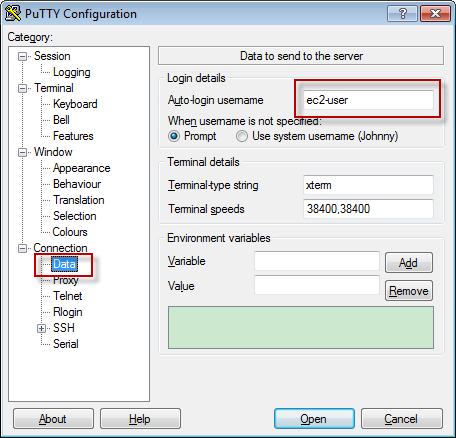 PuTTY Configuration
Category:
Session
Logging
Terminal
Keyboard
Bell
Features
Window
Appearance
Behaviour
Translation
Selection
Colours
Connection
Data
Proxy
Telnet
Rlogin
SSH
Serial
Data to send to the server
Login details
Auto-login username ec2-user
When username is not specified:
Prompt Use system username (Johnny)
Terminal details
Terminal-type string xterm
Terminal speeds 38400,38400
Environment variables
Variable Add
Value Remove
About Help Open Cancel